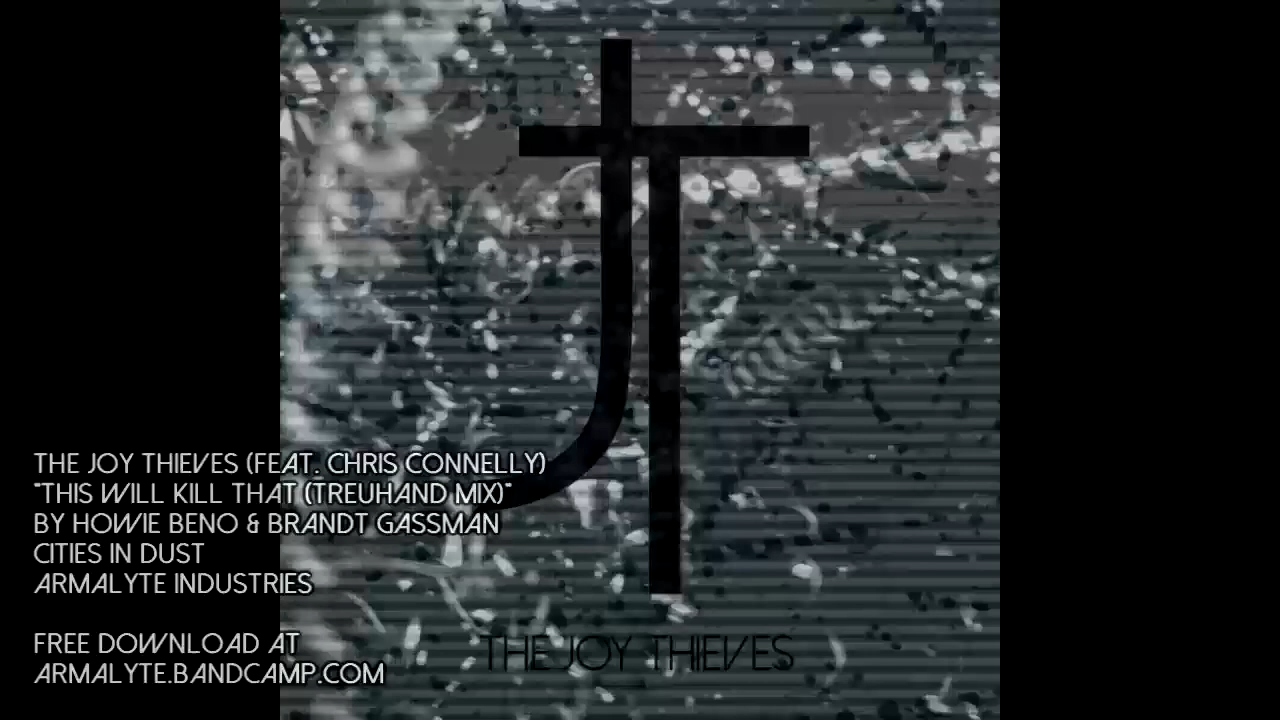 THE JOY THIEVES (FEAT. CHRIS CONNELLY)
"THIS WILL KILL THAT (TREUHAND MIX)"
BY HOWIE BENO & BRANDT GASSMAN
CITIES IN DUST
ARMALYTE INDUSTRIES
FREE DOWNLOAD AT
ARMALYTE.BANDCAMP.COM
JT
THE JOY THIEVES